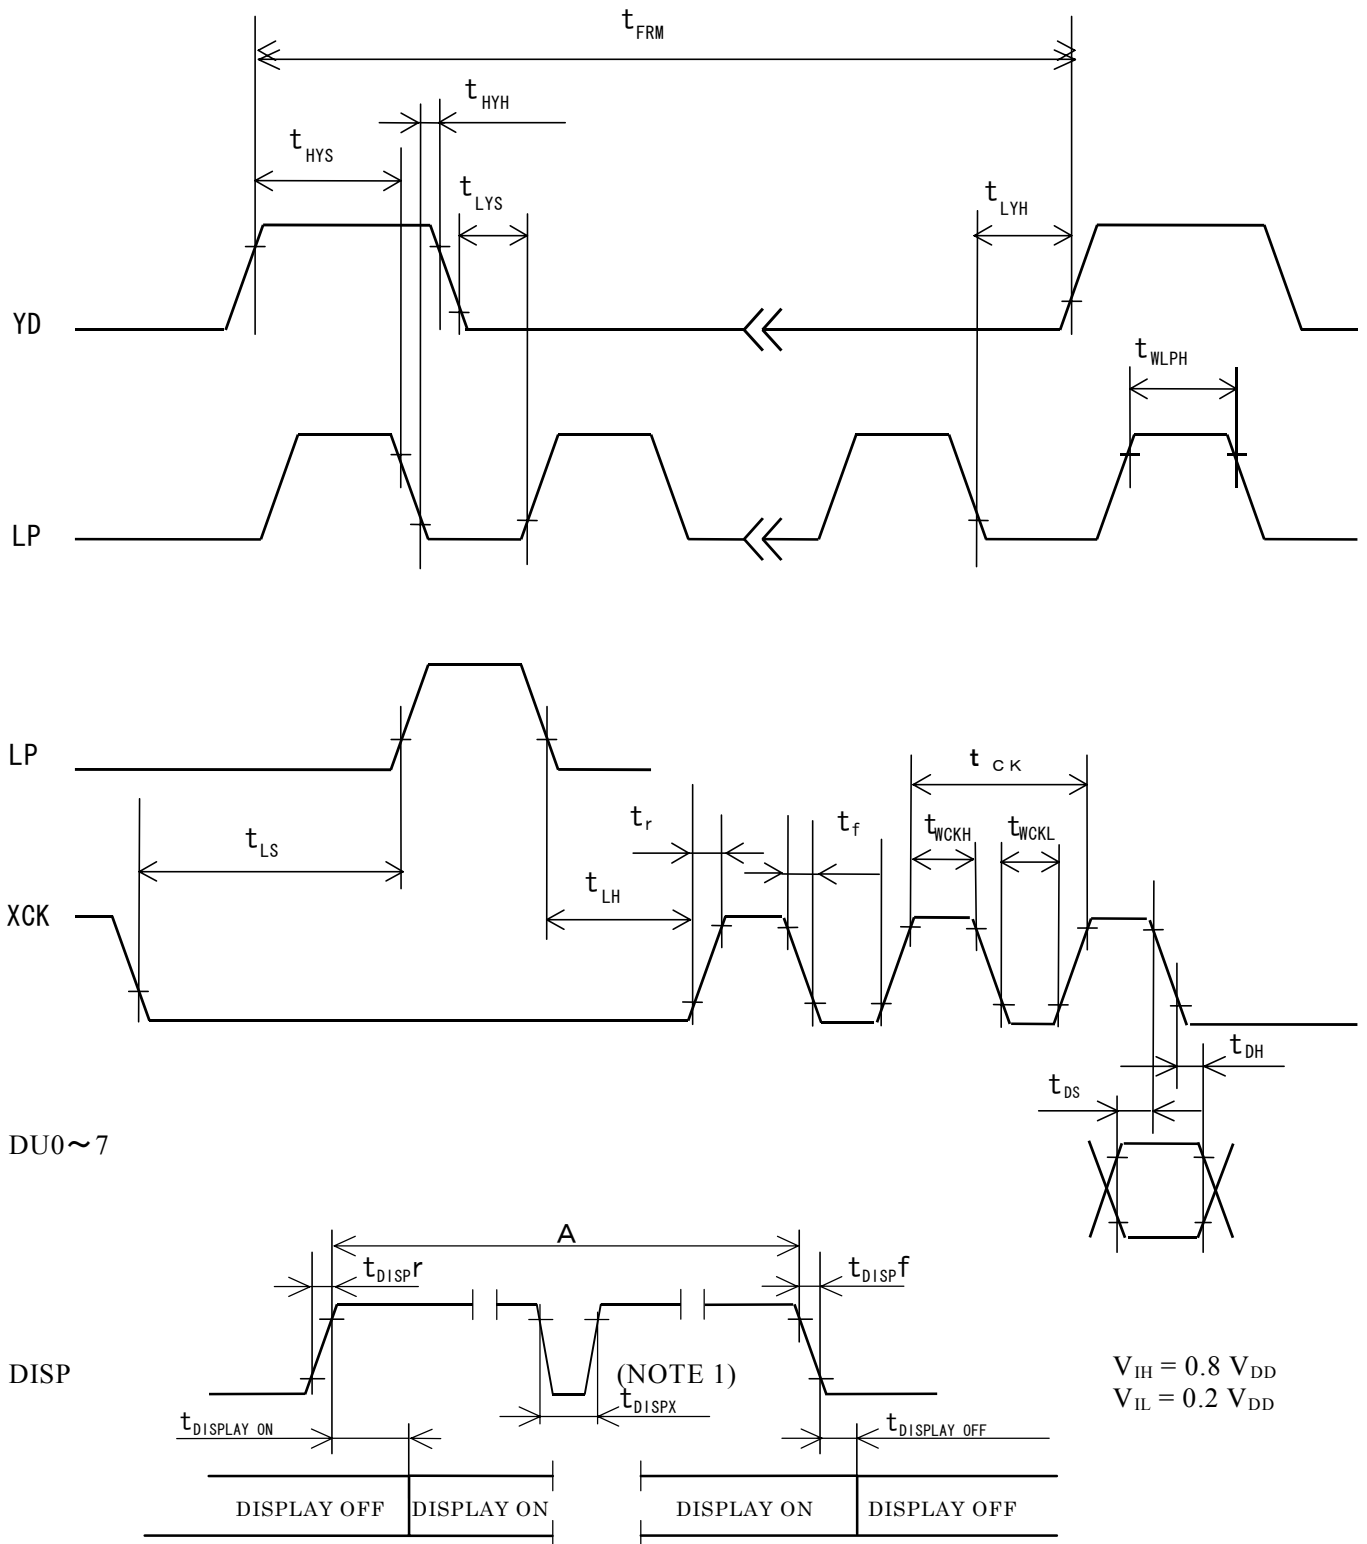 tFRM
tHYH
tHYS
tLYS
tLYH
YD
tWLPH
LP
LP
t CK
tr
tf
tWCKH
tWCKL
tLS
tLH
XCK
tDH
tDS
DU0～7
A
tDISPr
tDISPf
DISP
(NOTE 1)
VIH = 0.8 VDD
tDISPX
VIL = 0.2 VDD
tDISPLAY ON
tDISPLAY OFF
DISPLAY OFF
DISPLAY ON
DISPLAY ON
DISPLAY OFF